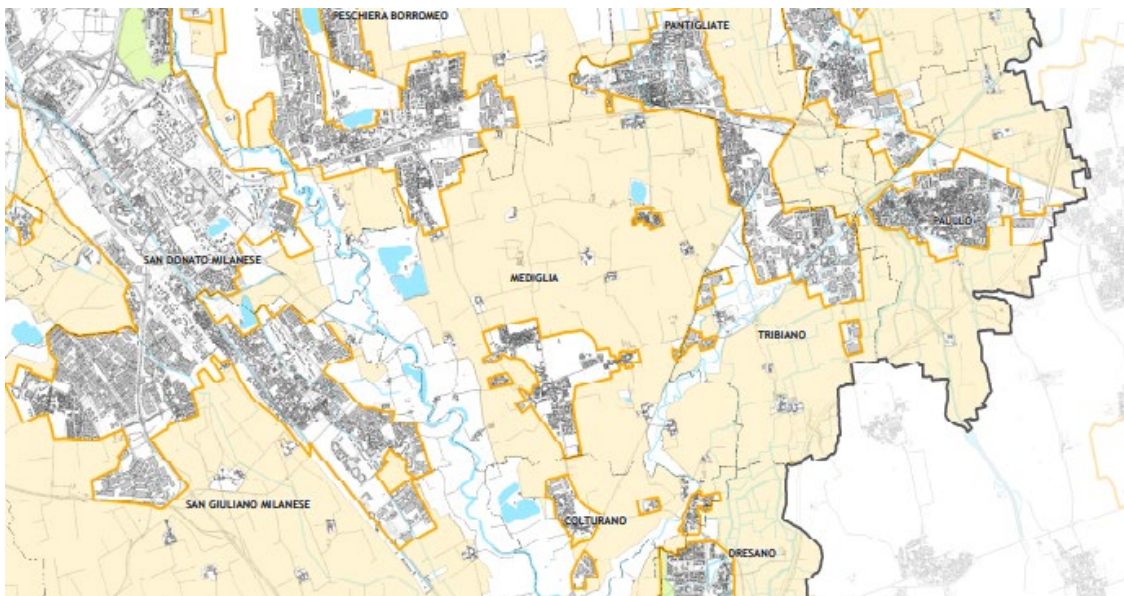 PESCHIERA BORROMEO
PANTIGLIATE
PAULLO
SAN DONATO MILANESE
MEDIGLIA
TRIBIANO
SAN GIULIANO MILANESE
COLTURANO
DRESANO